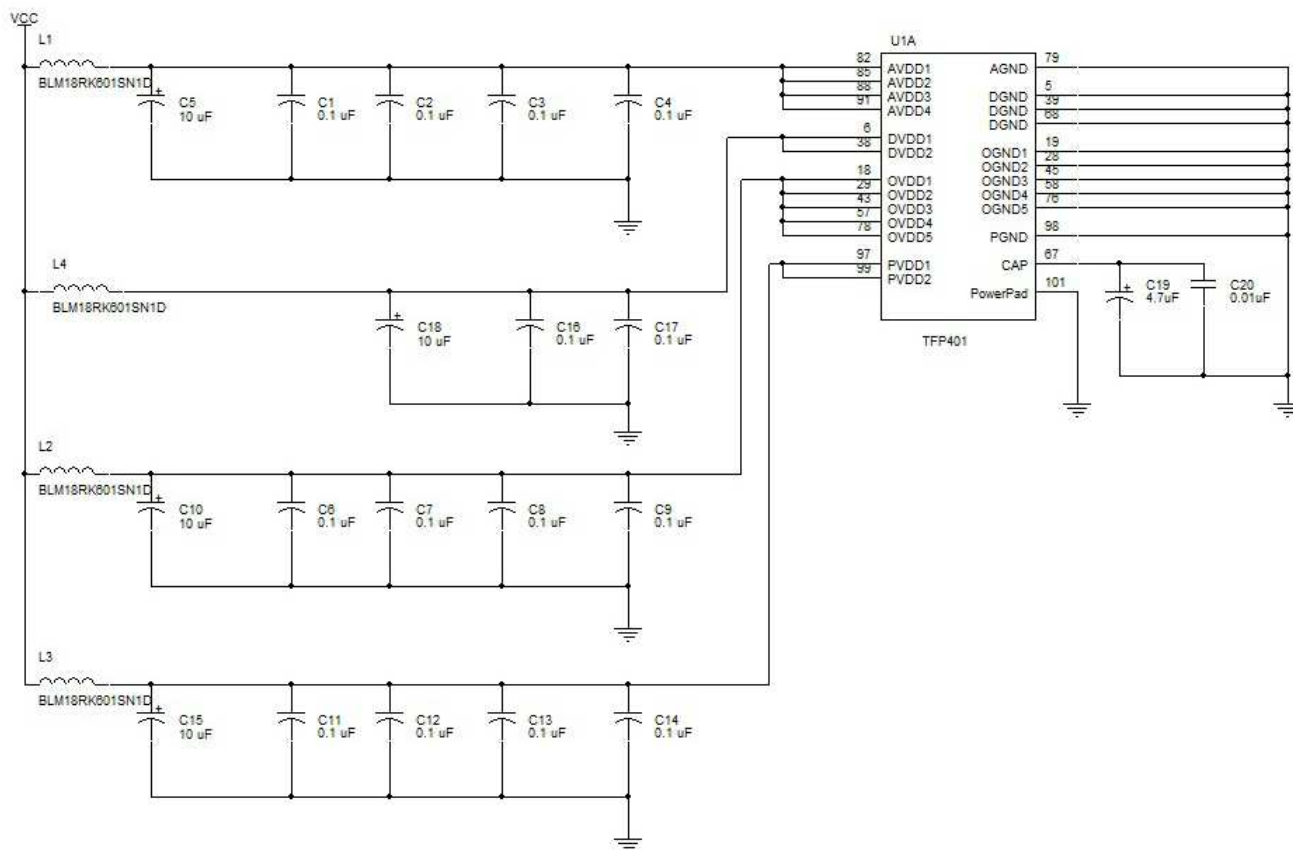 VCC
L1
BLM18RK601SN1D
C5
10 uF
C1
0.1 uF
C2
0.1 uF
C3
0.1 uF
C4
0.1 uF
U1A
82 AVDD1
85 AVDD2
88 AVDD3
91 AVDD4
6 DVDD1
38 DVDD2
18 OVDD1
29 OVDD2
43 OVDD3
57 OVDD4
78 OVDD5
97 PVDD1
99 PVDD2
AGND 79
DGND 5
DGND 39
DGND 68
OGND1 19
OGND2 28
OGND3 45
OGND4 58
OGND5 76
PGND 98
CAP 67
PowerPad 101
TFP401
C19
4.7uF
C20
0.01uF
L4
BLM18RK601SN1D
C18
10 uF
C16
0.1 uF
C17
0.1 uF
L2
BLM18RK601SN1D
C10
10 uF
C6
0.1 uF
C7
0.1 uF
C8
0.1 uF
C9
0.1 uF
L3
BLM18RK601SN1D
C15
10 uF
C11
0.1 uF
C12
0.1 uF
C13
0.1 uF
C14
0.1 uF